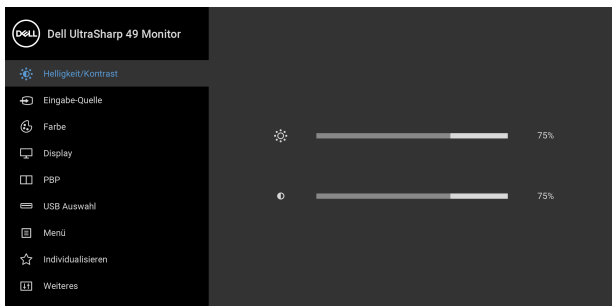 DELL Dell UltraSharp 49 Monitor
Helligkeit/Kontrast
Eingabe-Quelle
Farbe
75%
Display
PBP
75%
USB Auswahl
Menü
Individualisieren
Weiteres